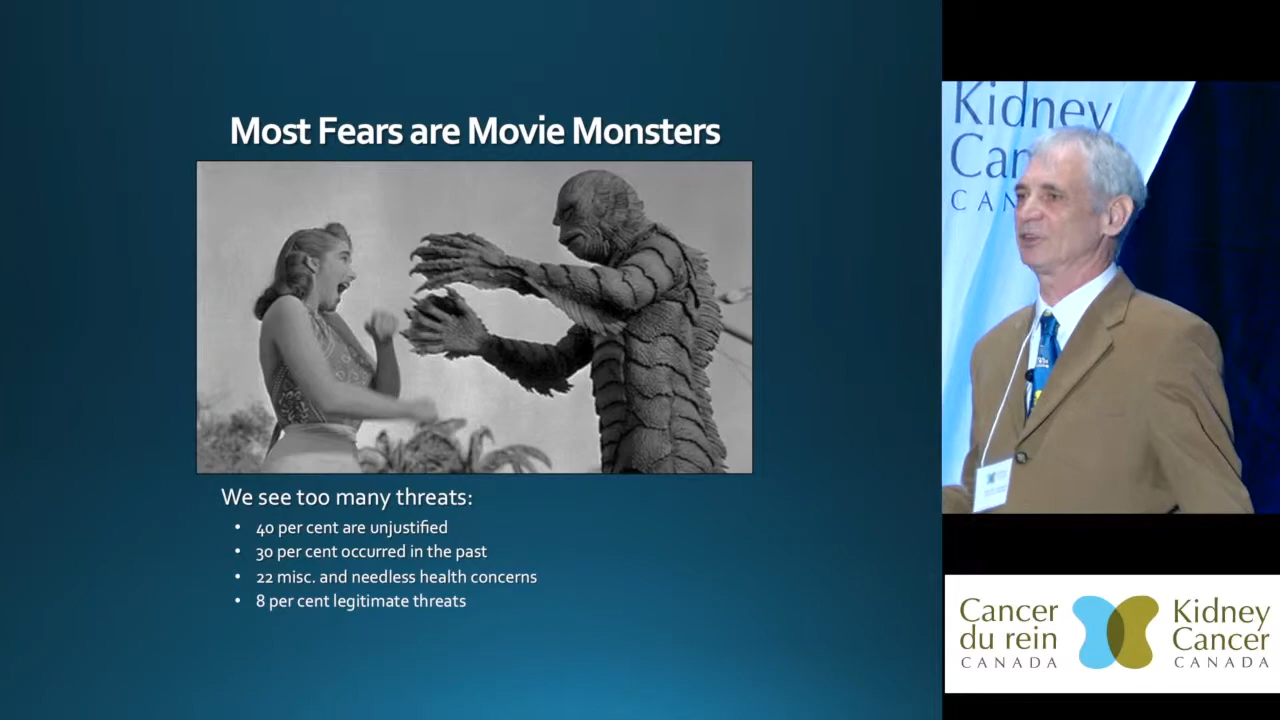 Most Fears are Movie Monsters
We see too many threats:
• 40 per cent are unjustified
• 30 per cent occurred in the past
• 22 misc. and needless health concerns
• 8 per cent legitimate threats
Kidney
Can
CAN
Cancer
du rein
CANADA
Kidney
Cancer
CANADA